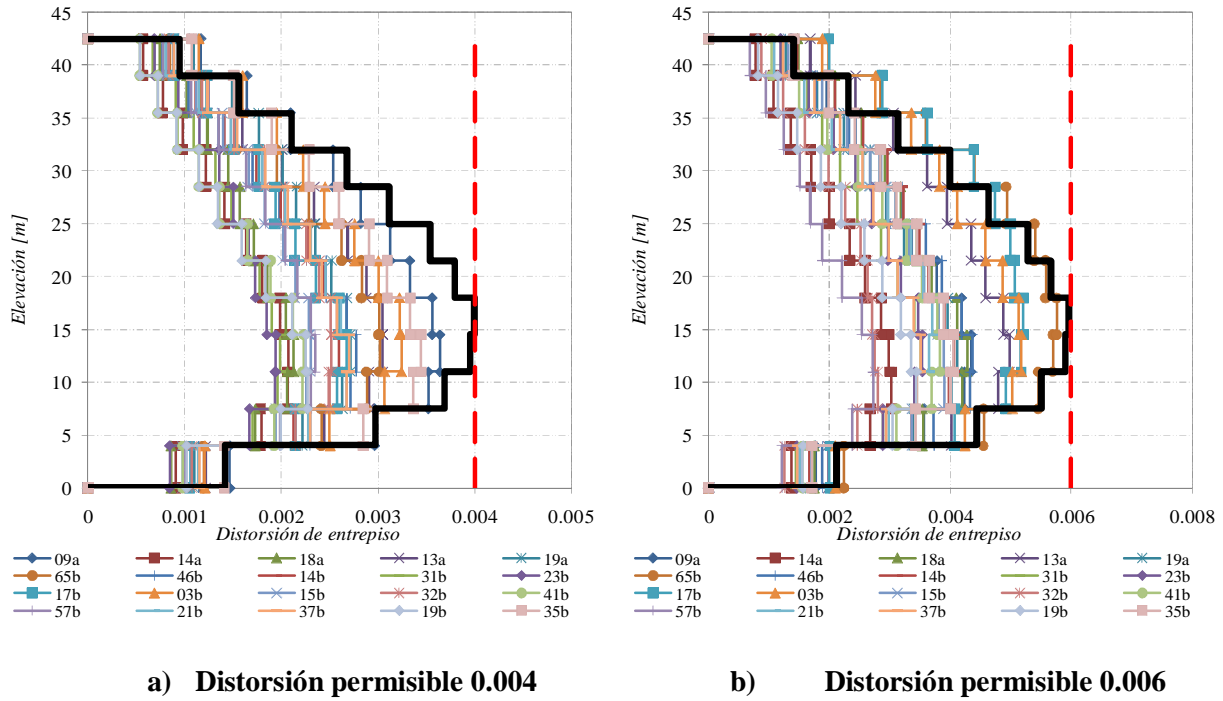 45
40
35
30
25
20
15
10
5
0
Elevación [m]
0 0.001 0.002 0.003 0.004 0.005
Distorsión de entrepiso
09a 14a 18a 13a 19a
65b 46b 14b 31b 23b
17b 03b 15b 32b 41b
57b 21b 37b 19b 35b
a) Distorsión permisible 0.004
45
40
35
30
25
20
15
10
5
0
Elevación [m]
0 0.002 0.004 0.006 0.008
Distorsión de entrepiso
09a 14a 18a 13a 19a
65b 46b 14b 31b 23b
17b 03b 15b 32b 41b
57b 21b 37b 19b 35b
b) Distorsión permisible 0.006